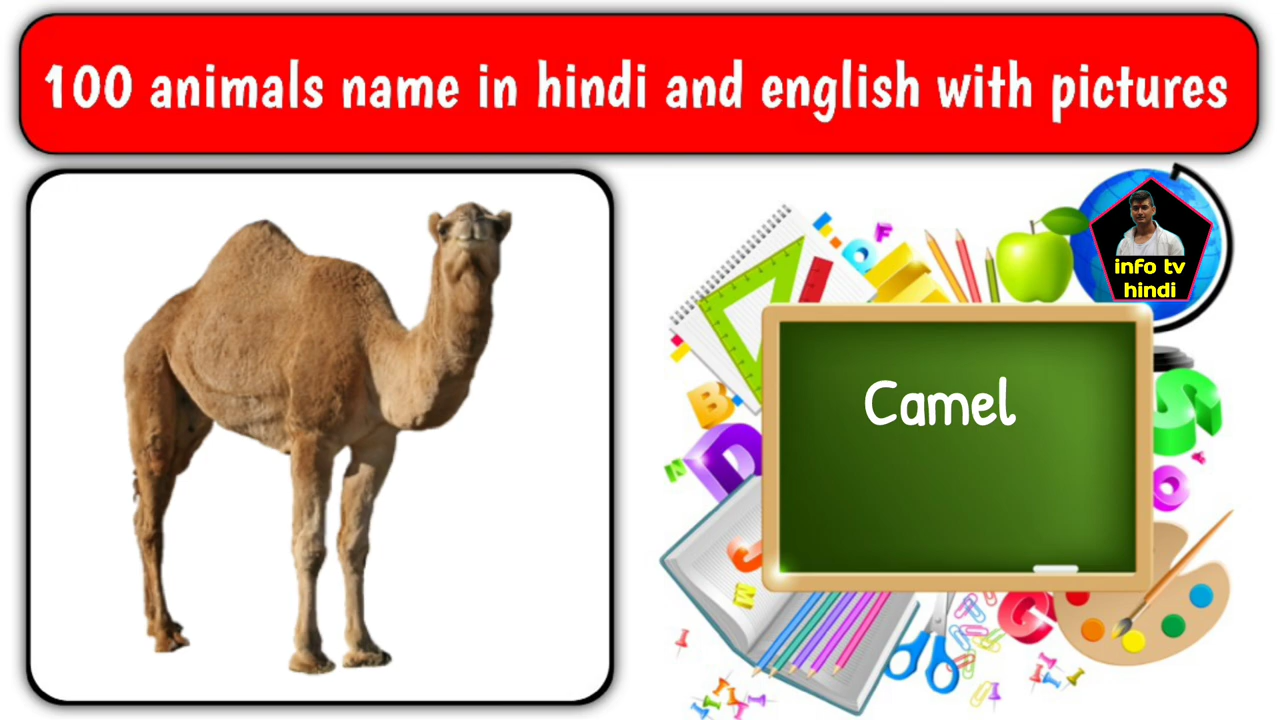 100 animals name in hindi and english with pictures
info tv
hindi
Camel